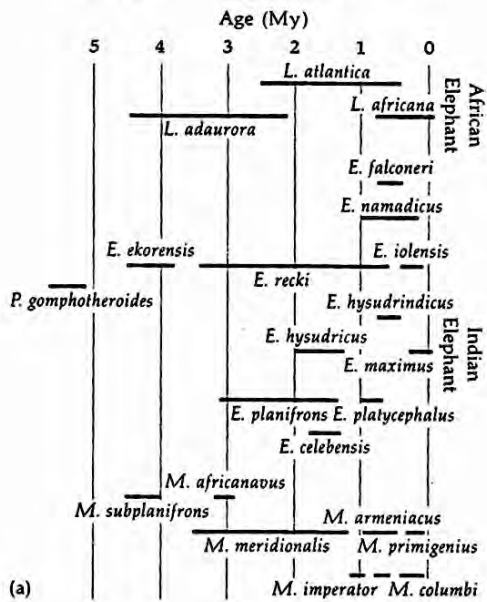 Age (My)
5 4 3 2 1 0
L. atlantica
L. africana
African
Elephant
L. adaurora
E. falconeri
E. namadicus
E. ekorensis
E. iolensis
E. recki
P. gomphotheroides
E. hysudrindicus
Indian
Elephant
E. hysudricus
E. maximus
E. planifrons E. platycephalus
E. celebensis
M. africanavus
M. subplanifrons
M. armeniacus
M. meridionalis M. primigenius
(a) M. imperator M. columbi